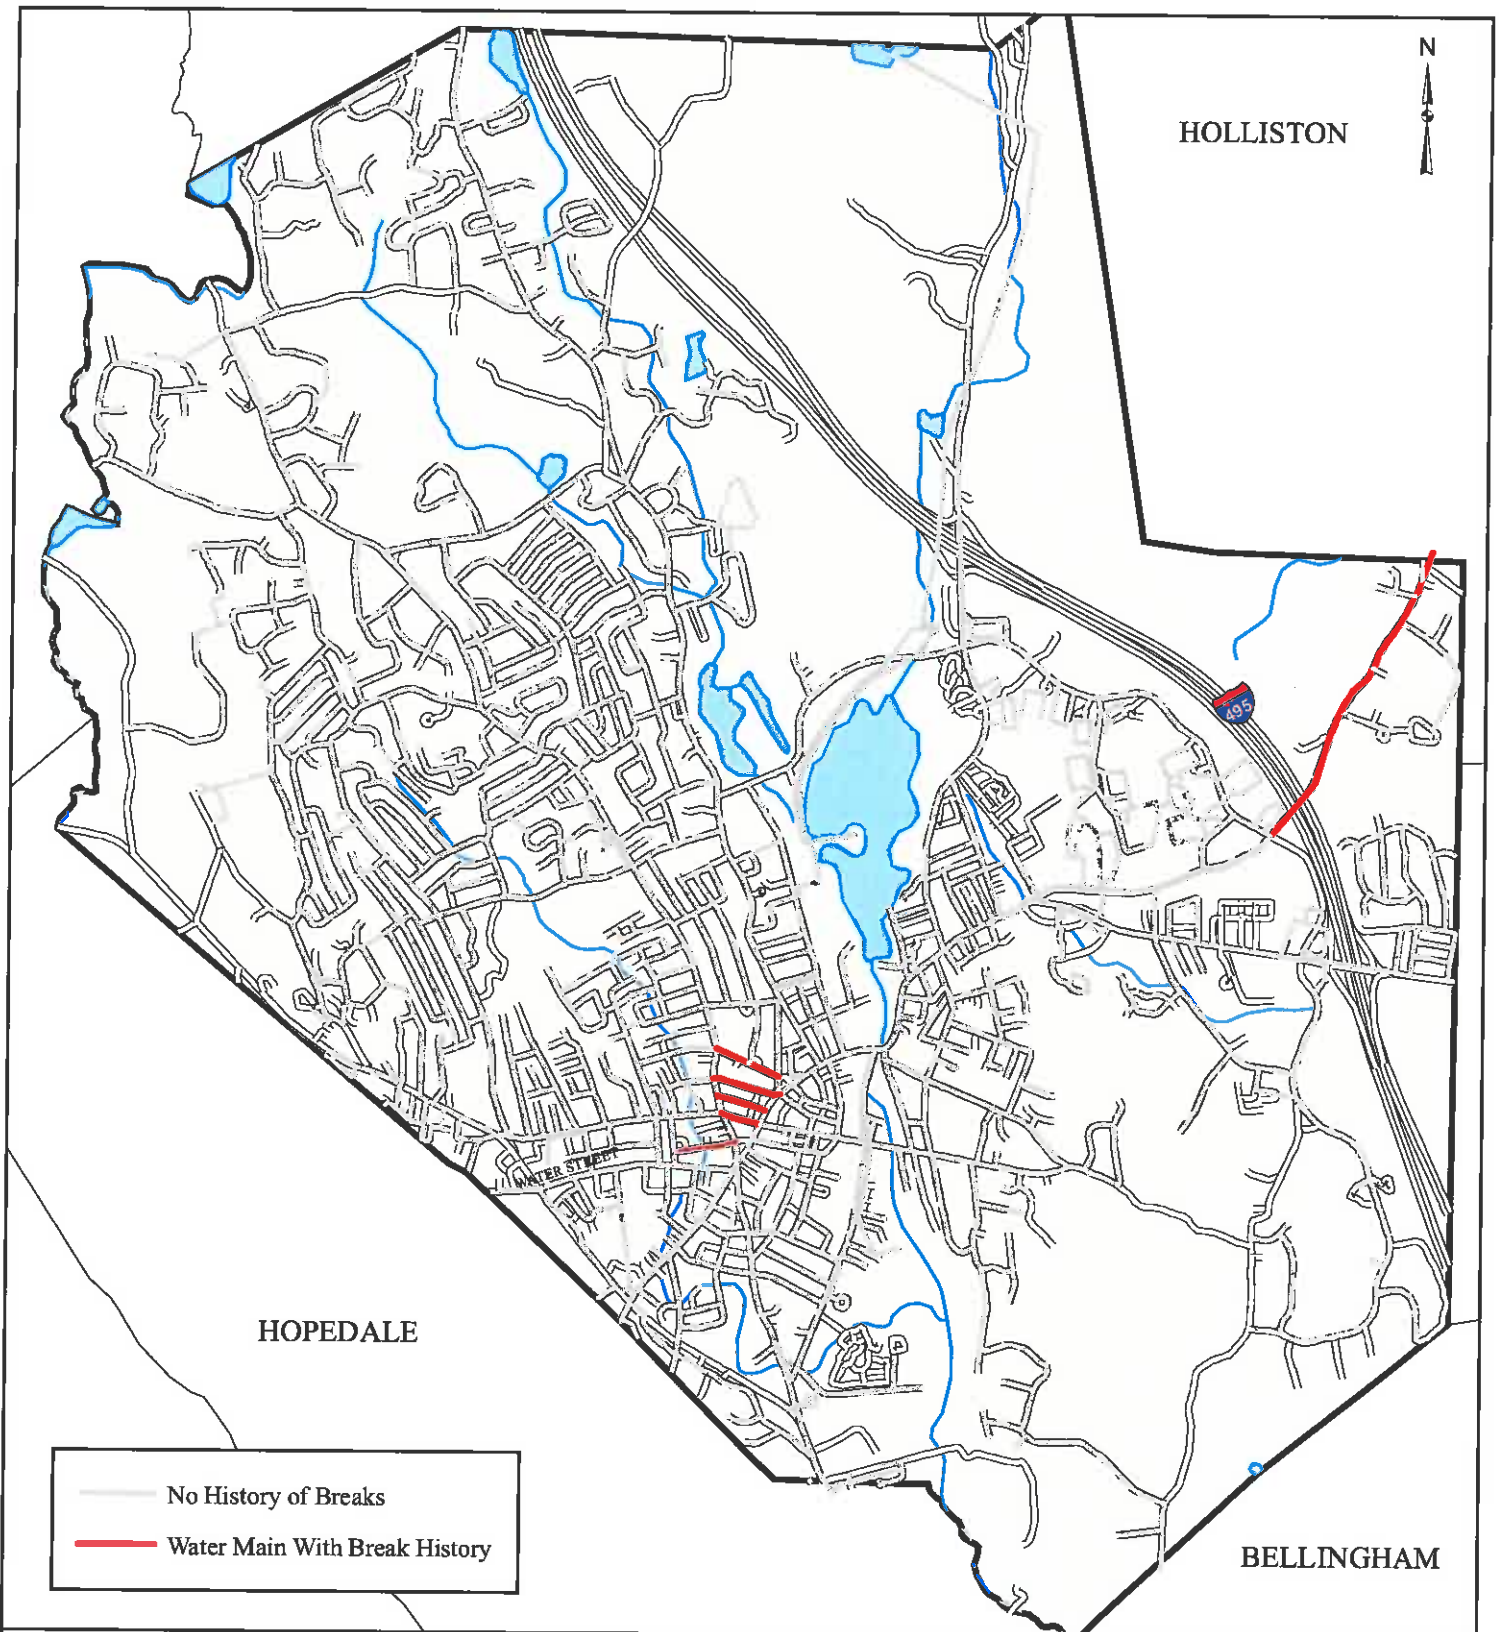 N
HOLLISTON
495
WATER STREET
HOPEDALE
No History of Breaks
Water Main With Break History
BELLINGHAM